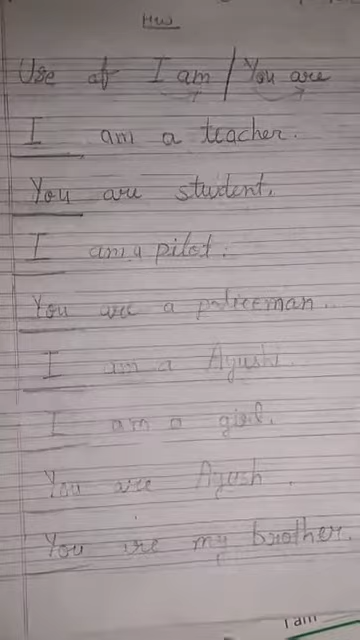 HW
Use of I am / You are
I am a teacher.
You are student.
I am a pilot.
You are a policeman.
I am a Ayushi.
I am a girl.
You are Ayush.
You are my brother.
I am